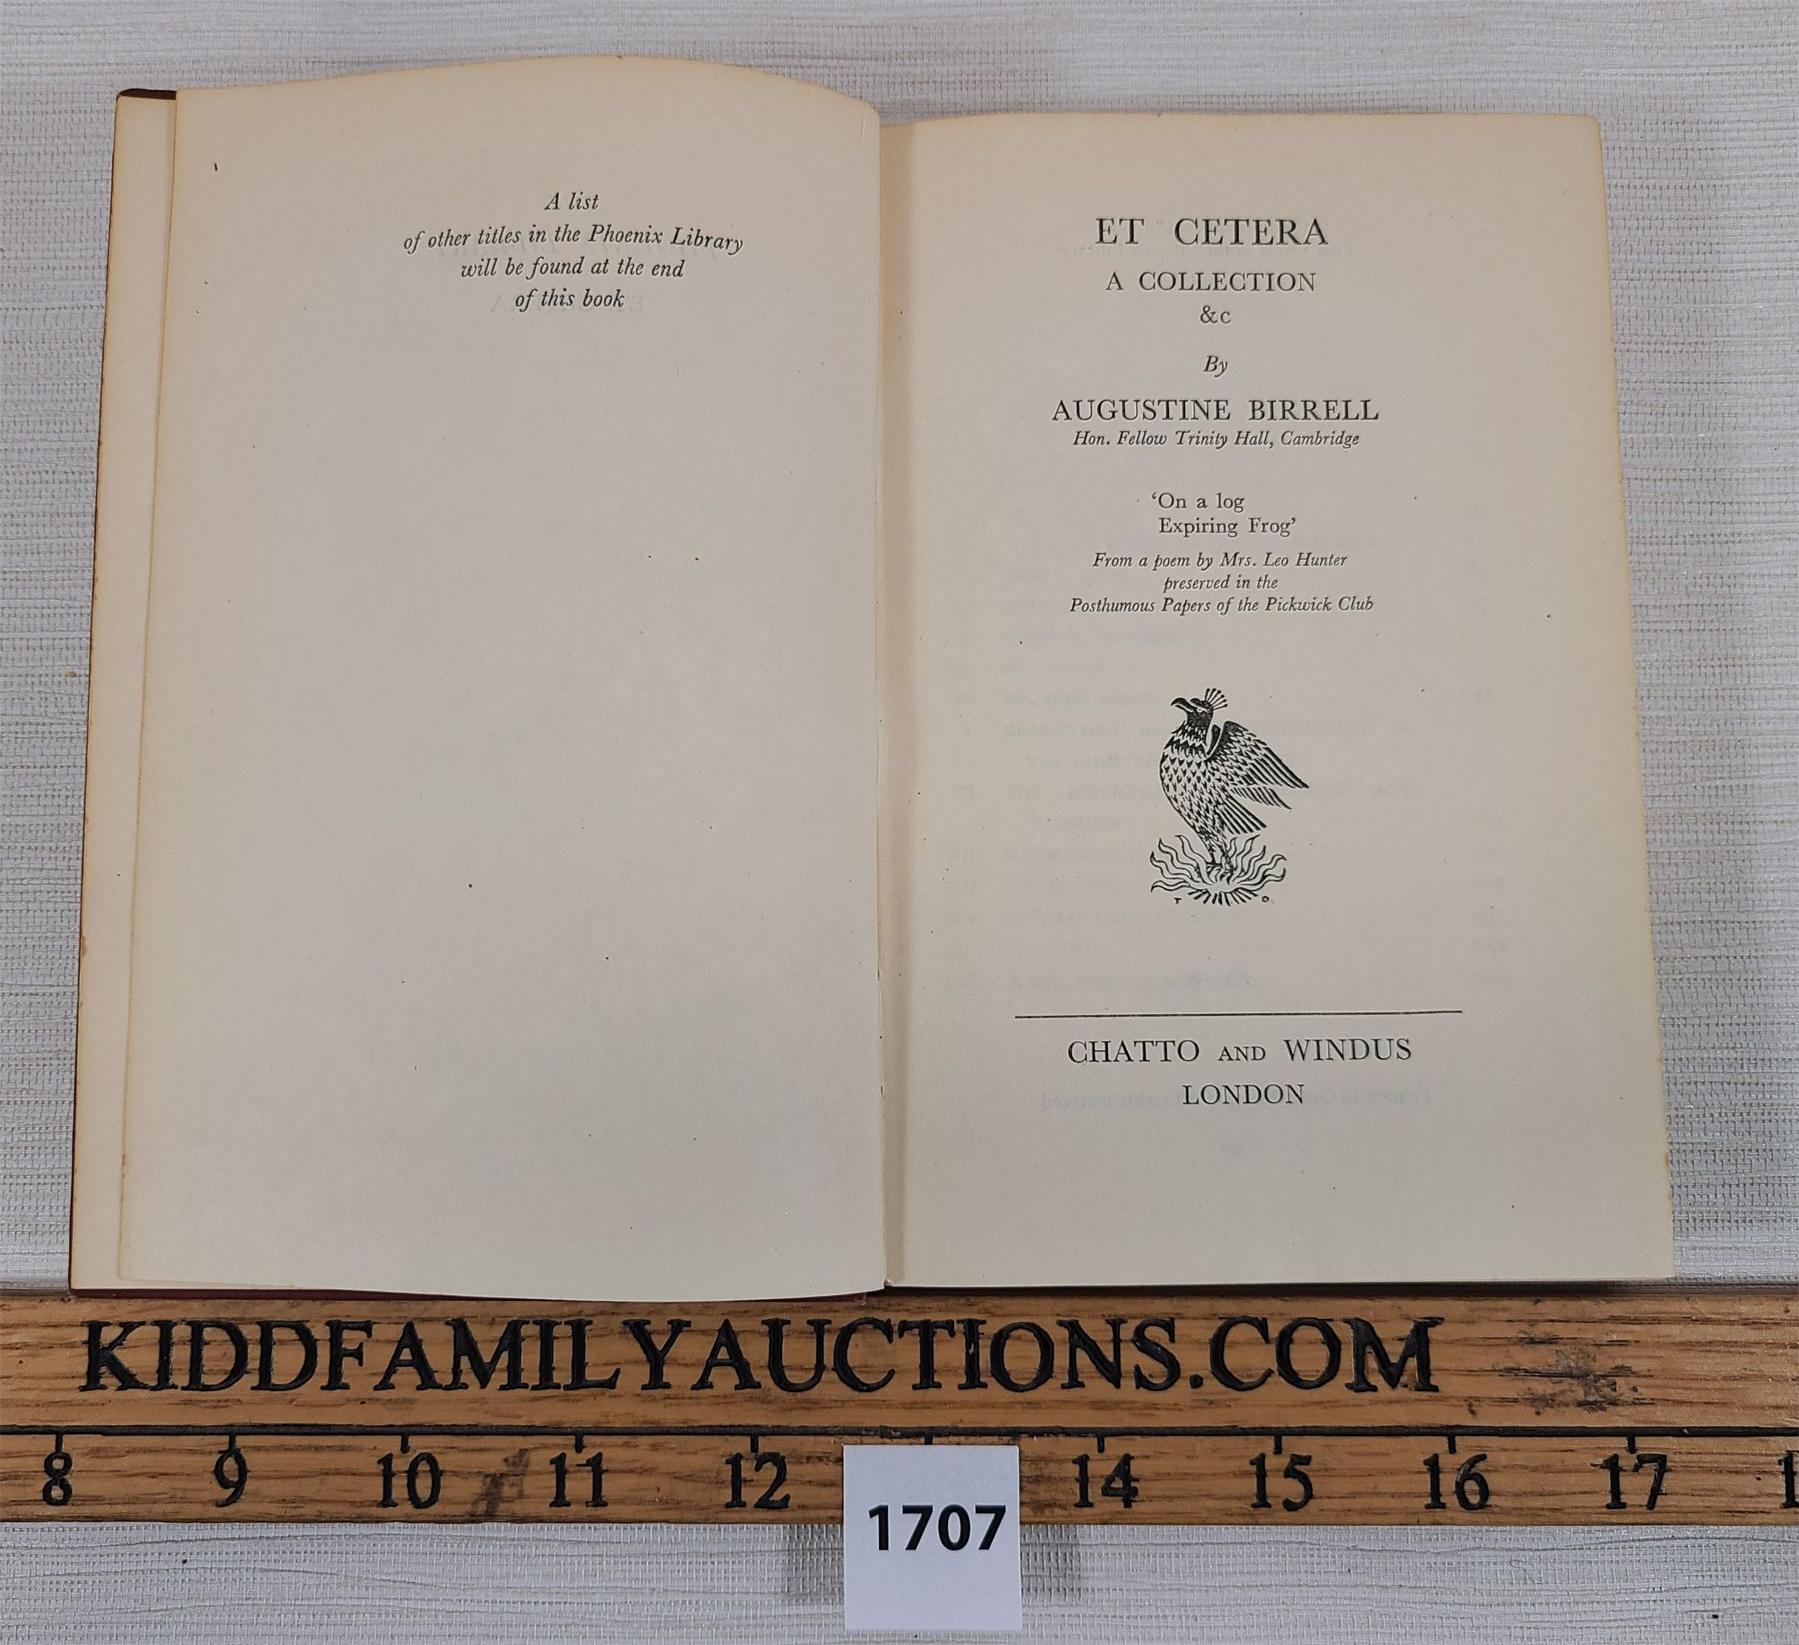 A list
of other titles in the Phoenix Library
will be found at the end
of this book
ET CETERA
A COLLECTION
&c
By
AUGUSTINE BIRRELL
Hon. Fellow Trinity Hall, Cambridge
‘On a log
Expiring Frog’
From a poem by Mrs. Leo Hunter
preserved in the
Posthumous Papers of the Pickwick Club
T O
CHATTO AND WINDUS
LONDON
KIDDFAMILYAUCTIONS.COM
8 9 10 11 12 14 15 16 17
1707